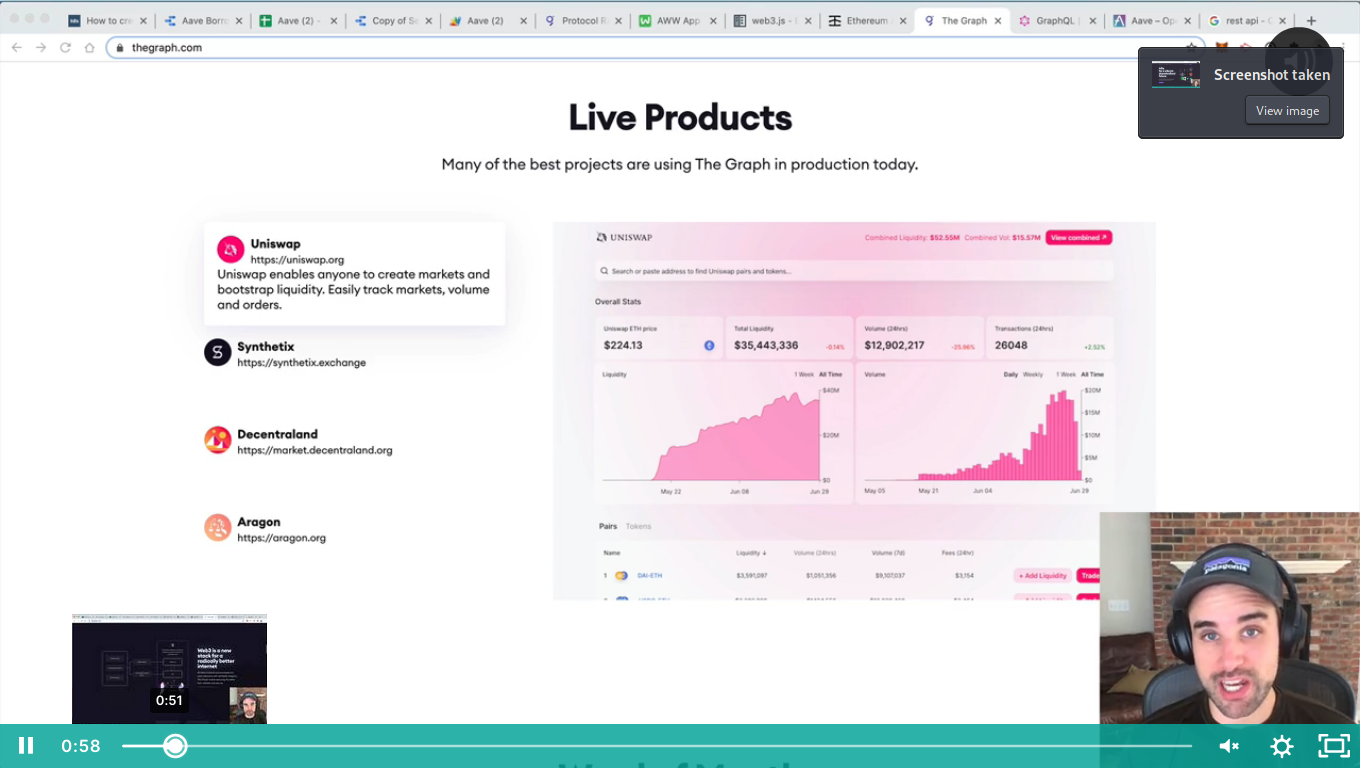 How to cre
Aave Borro
Aave (2) -
Copy of Se
Aave (2)
Protocol R
AWW App
web3.js -
Ethereum
The Graph
GraphQL |
Aave – Ope
rest api - G
thegraph.com
Screenshot taken
View image
Live Products
Many of the best projects are using The Graph in production today.
Uniswap
https://uniswap.org
Uniswap enables anyone to create markets and
bootstrap liquidity. Easily track markets, volume
and orders.
Synthetix
https://synthetix.exchange
Decentraland
https://market.decentraland.org
Aragon
https://aragon.org
UNISWAP
Combined Liquidity: $52.55M Combined Vol: $15.57M View combined ↗
Search or paste address to find Uniswap pairs and tokens...
Overall Stats
Uniswap ETH price
$224.13
Total Liquidity
$35,443,336 -0.14%
Volume (24hrs)
$12,902,217 -25.86%
Transactions (24hrs)
26048 +2.52%
Liquidity 1 Week All Time
$40M
$20M
$0
May 22 Jun 08 Jun 29
Volume Daily Weekly 1 Week All Time
$20M
$15M
$10M
$5M
$0
May 05 May 21 Jun 04 Jun 29
Pairs Tokens
Name Liquidity ↓ Volume (24hrs) Volume (7d) Fees (24hr)
1 DAI-ETH $3,591,097 $1,051,356 $9,107,037 $3,154 + Add Liquidity Trade
patagonia
Web3 is a new
stack for a
radically better
internet
0:51
0:58